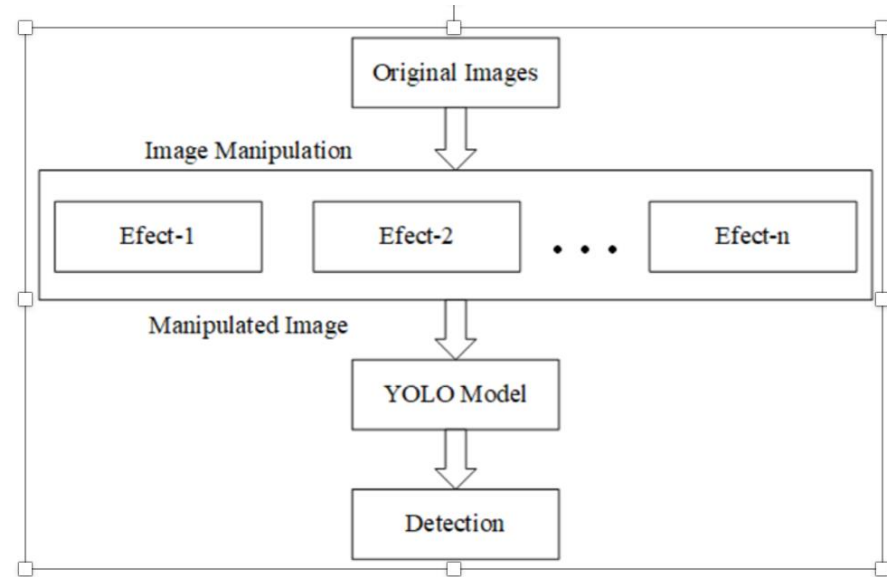 Original Images
Image Manipulation
Efect-1
Efect-2
• • •
Efect-n
Manipulated Image
YOLO Model
Detection